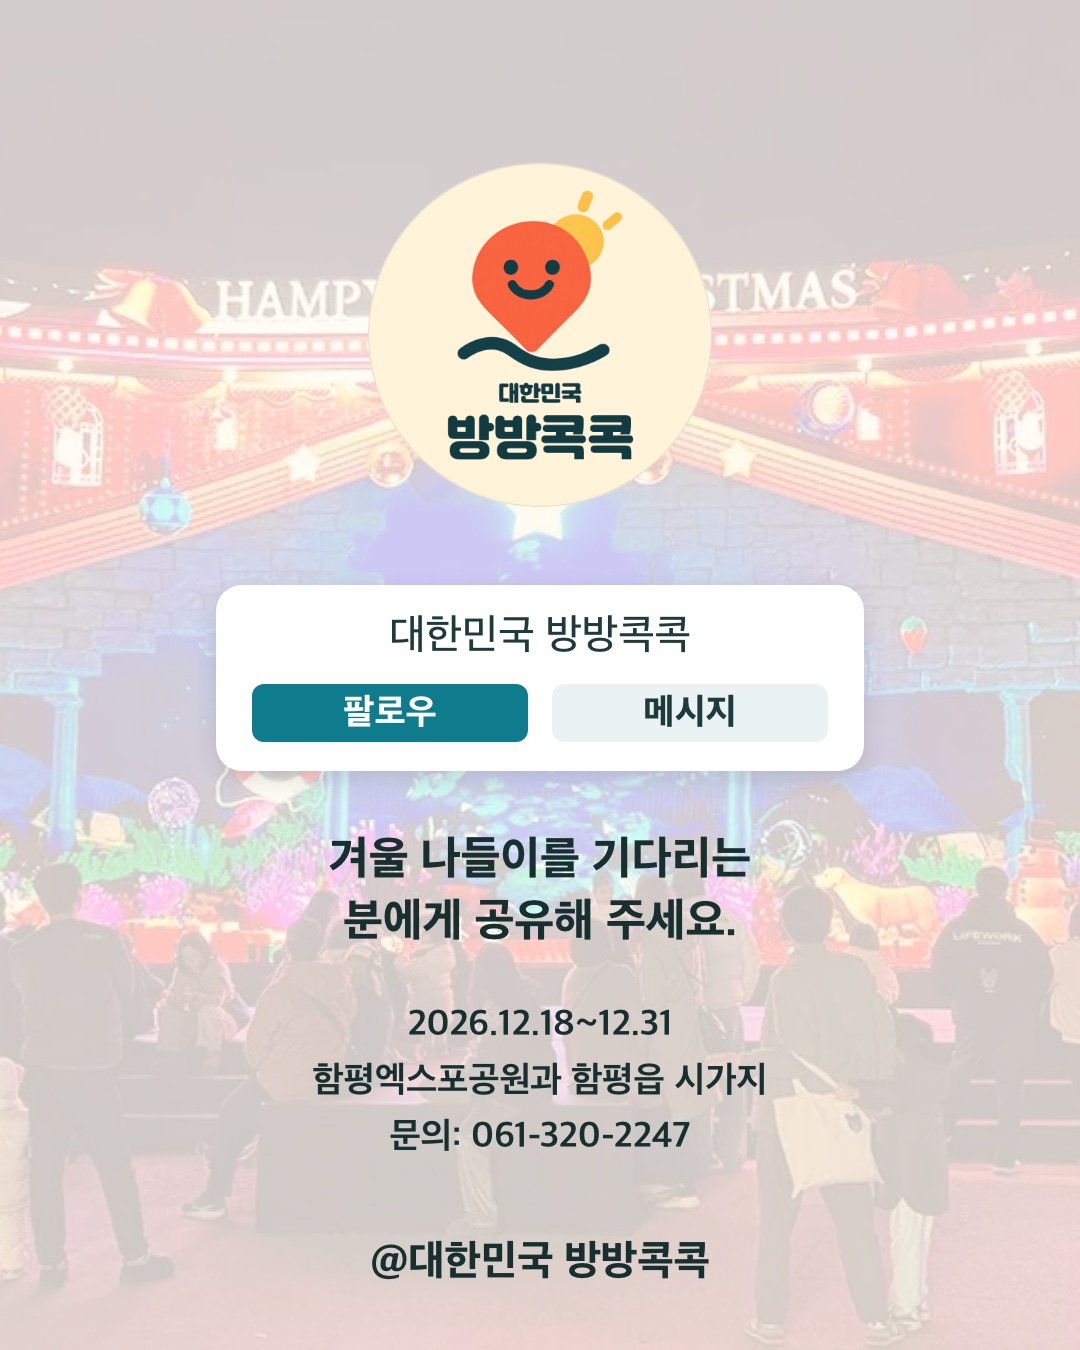 HAMPY STMAS
대한민국
방방콕콕
대한민국 방방콕콕
팔로우 메시지
겨울 나들이를 기다리는
분에게 공유해 주세요.
LIFEWORK
2026.12.18~12.31
함평엑스포공원과 함평읍 시가지
문의: 061-320-2247
@대한민국 방방콕콕